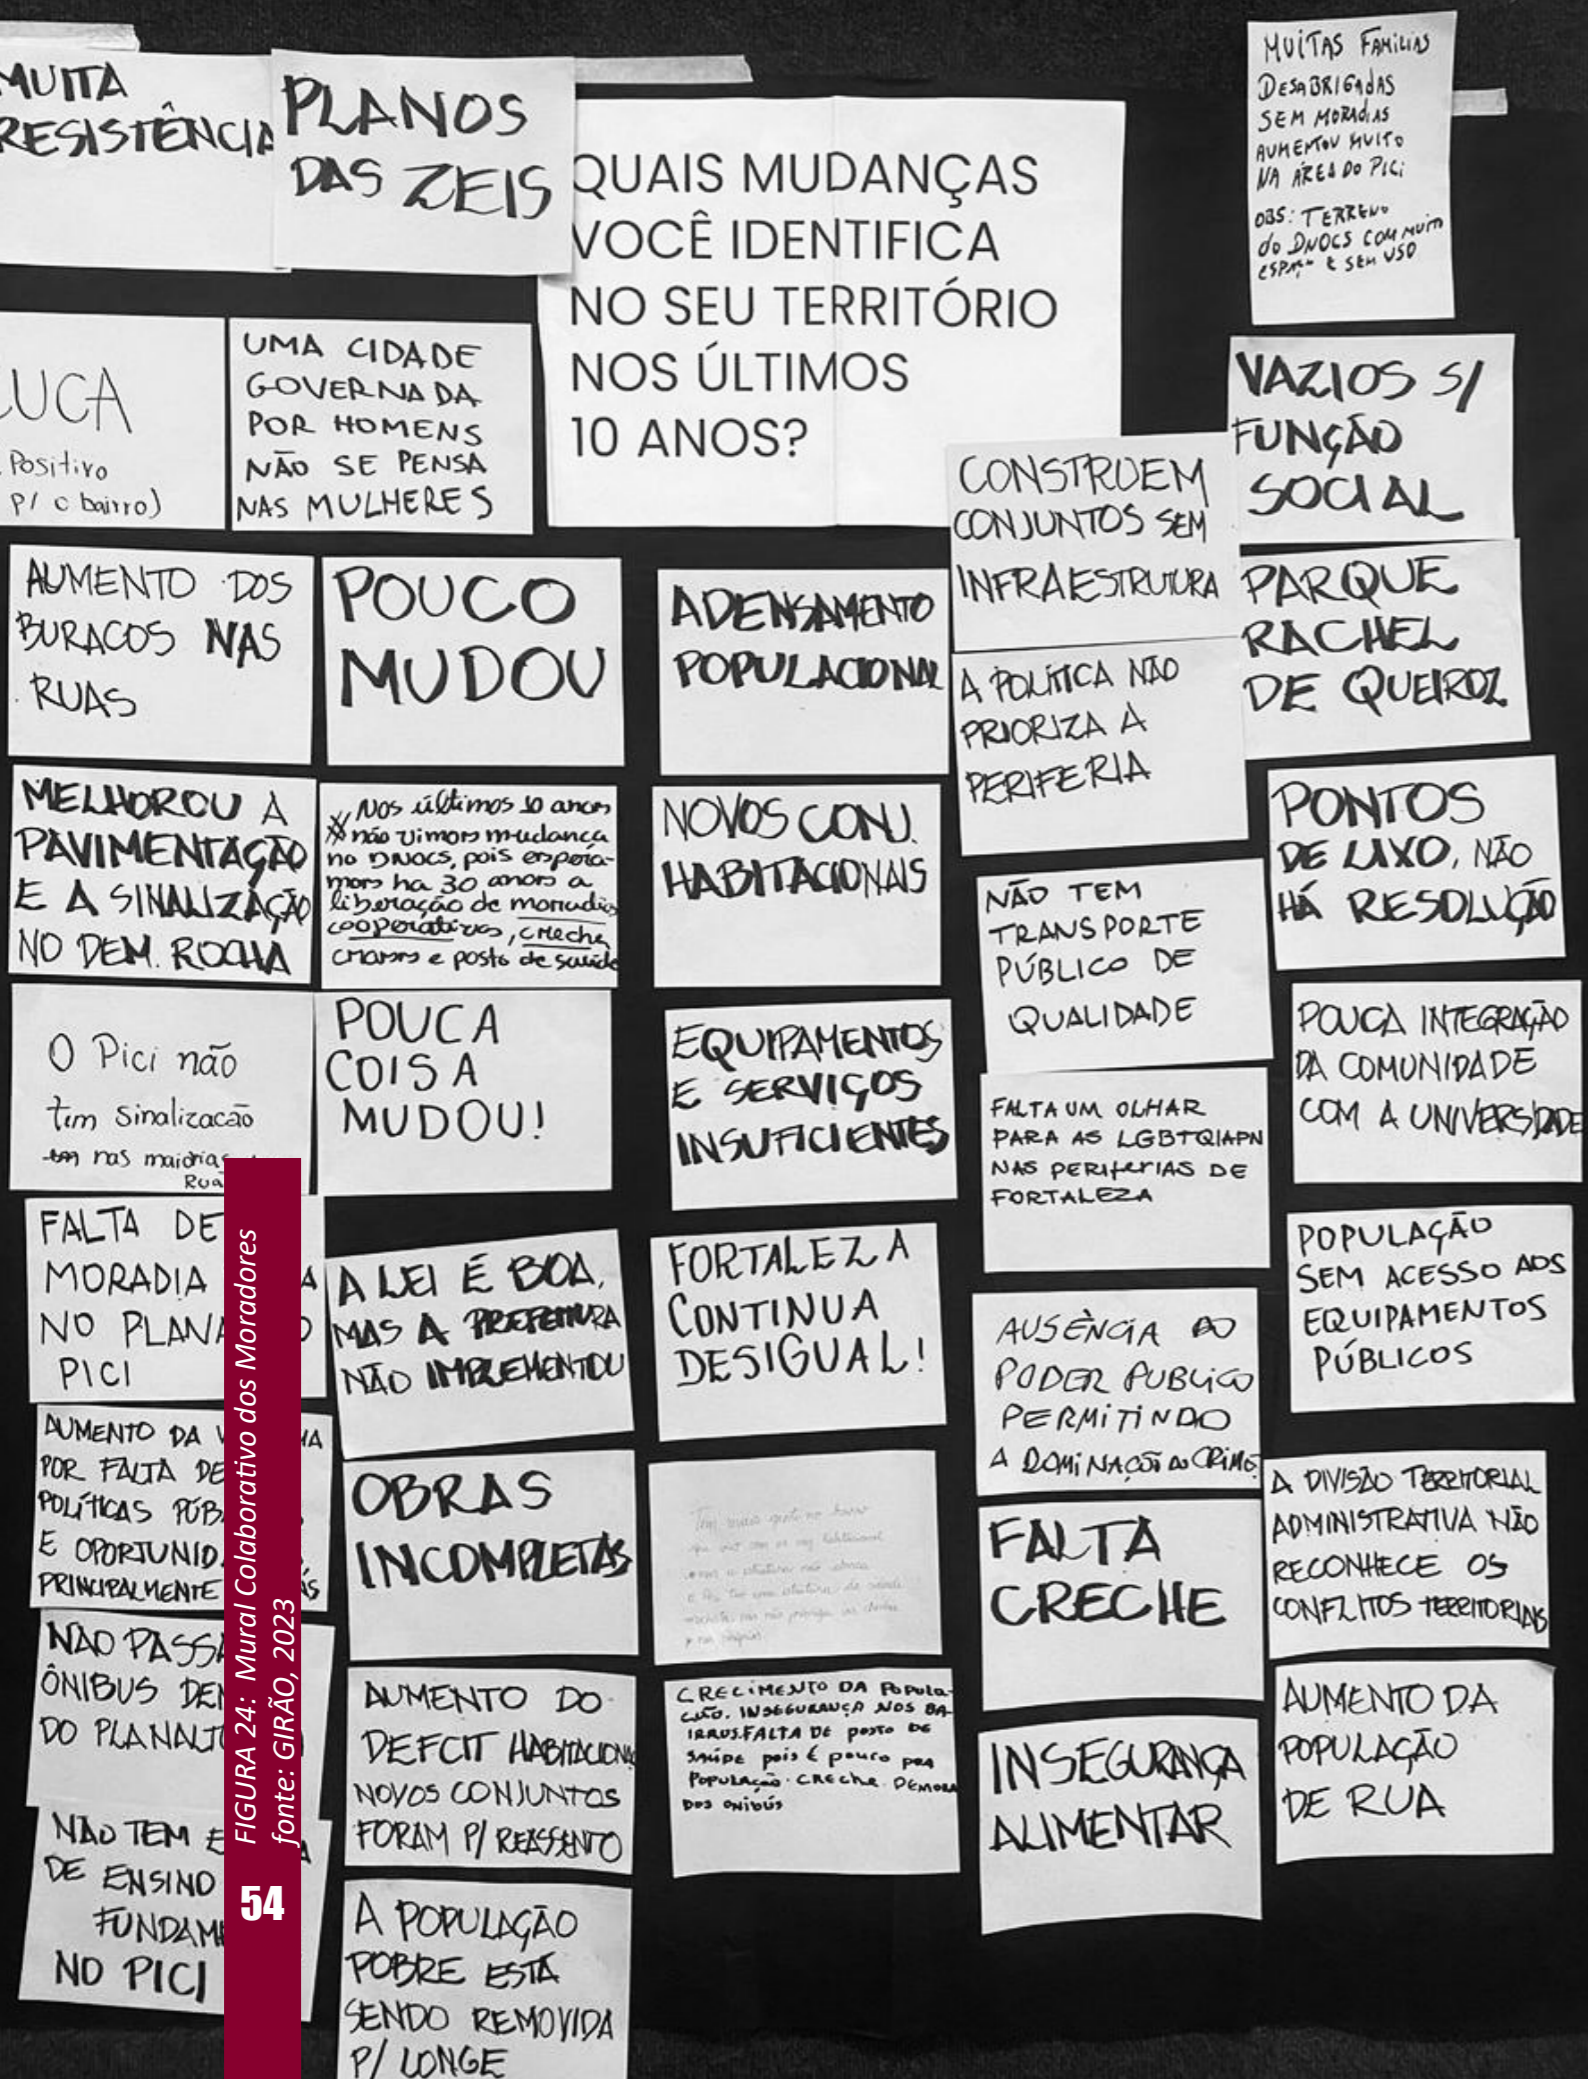 MUITA
RESISTÊNCIA
PLANOS
DAS ZEIS
QUAIS MUDANÇAS
VOCÊ IDENTIFICA
NO SEU TERRITÓRIO
NOS ÚLTIMOS
10 ANOS?
MUITAS FAMILIAS
DESABRIGADAS
SEM MORADIAS
AUMENTOU MUITO
NA ÁREA DO PICI
OBS: TERRENO
do DNOCS COM MUITO
ESPAÇO E SEM USO
LUCA
Positivo
P/ o bairro)
UMA CIDADE
GOVERNADA
POR HOMENS
NÃO SE PENSA
NAS MULHERES
VAZIOS S/
FUNÇÃO
SOCIAL
CONSTROEM
CONJUNTOS SEM
INFRAESTRUTURA
PARQUE
RACHEL
DE QUEIROZ
AUMENTO DOS
BURACOS NAS
RUAS
POUCO
MUDOU
ADENSAMENTO
POPULACIONAL
A POLÍTICA NÃO
PRIORIZA A
PERIFERIA
MELHOROU A
PAVIMENTAÇÃO
E A SINALIZAÇÃO
NO DEM. ROCHA
Nos últimos 10 anos
não vimos mudança
no DNOCS, pois espera-
mos ha 30 anos a
liberação de moradias
cooperativas, creche,
e posto de saúde
NOVOS CONJ.
HABITACIONAIS
PONTOS
DE LIXO, NÃO
HÁ RESOLUÇÃO
NÃO TEM
TRANSPORTE
PÚBLICO DE
QUALIDADE
O Pici não
tem Sinalizacão
nas maiorias
Rua
POUCA
COISA
MUDOU!
EQUIPAMENTOS
E SERVIÇOS
INSUFICIENTES
POUCA INTEGRAÇÃO
DA COMUNIDADE
COM A UNIVERSIDADE
FALTA UM OLHAR
PARA AS LGBTQIAPN
NAS PERIFERIAS DE
FORTALEZA
FALTA DE
MORADIA
NO PLANA
PICI
A LEI É BOA,
MAS A PREFEITURA
NÃO IMPLEMENTOU
FORTALEZA
CONTINUA
DESIGUAL!
POPULAÇÃO
SEM ACESSO AOS
EQUIPAMENTOS
PÚBLICOS
AUSÊNCIA DO
PODER PUBLICO
PERMITINDO
A DOMINAÇÃO DO CRIME
AUMENTO DA
POR FALTA DE
POLÍTICAS PÚB
E OPORTUNID
PRINCIPALMENTE
OBRAS
INCOMPLETAS
A DIVISÃO TERRITORIAL
ADMINISTRATIVA NÃO
RECONHECE OS
CONFLITOS TERRITORIAIS
FALTA
CRECHE
NÃO PASSA
ÔNIBUS DEN
DO PLANALTO
AUMENTO DO
DEFCIT HABITACIONAL
NOVOS CONJUNTOS
FORAM P/ REASSENTO
CRECIMENTO DA POPULA-
CÃO. INSEGURANÇA NOS BA-
IRROS. FALTA DE POSTO DE
SAÚDE pois É pouco pra
POPULAÇÃO. CRECHE. DEMORA
DOS ONIBÚS
INSEGURANÇA
ALIMENTAR
AUMENTO DA
POPULAÇÃO
DE RUA
NÃO TEM E
DE ENSINO
FUNDAME
NO PICI
A POPULAÇÃO
POBRE ESTÁ
SENDO REMOVIDA
P/ LONGE
FIGURA 24: Mural Colaborativo dos Moradores
fonte: GIRÃO, 2023
54